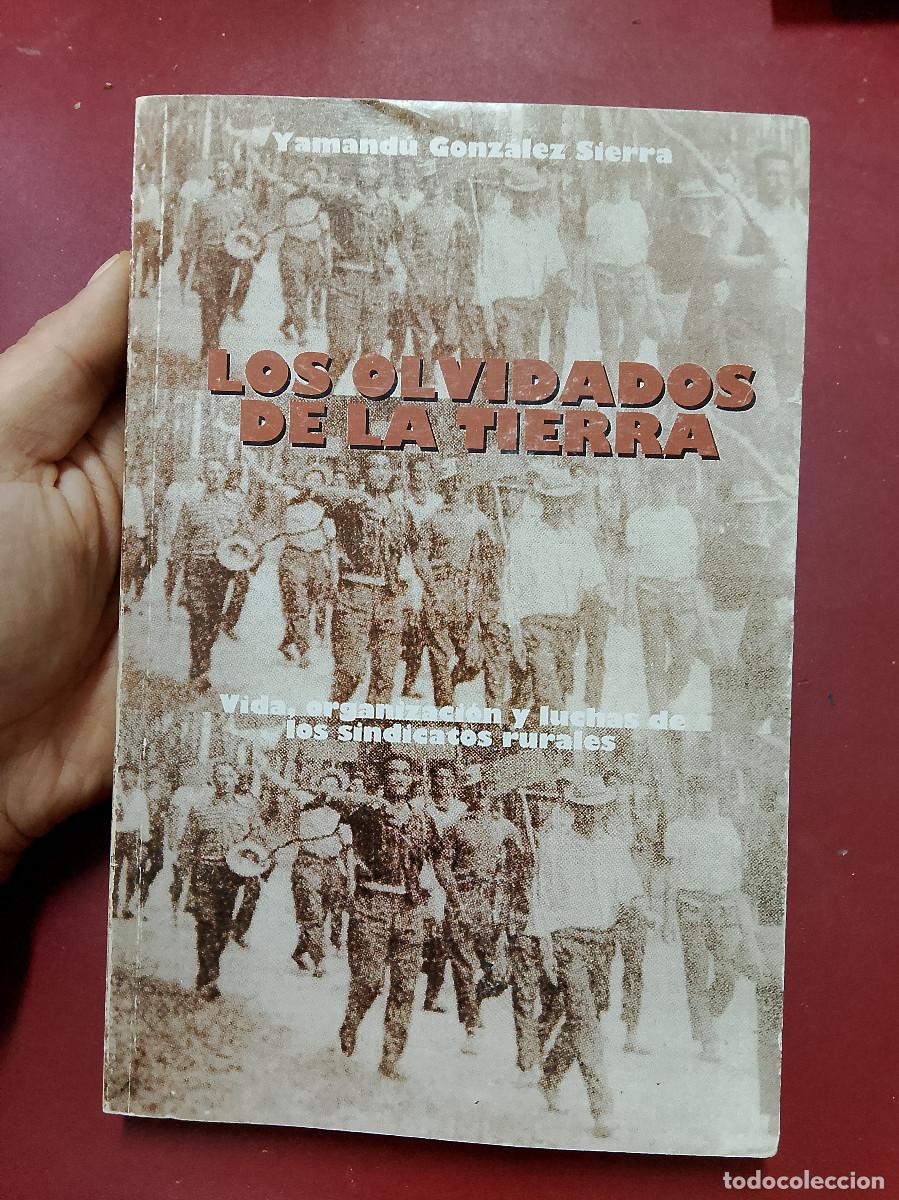 Yamandú González Sierra
LOS OLVIDADOS
DE LA TIERRA
Vida, organización y luchas de
los sindicatos rurales
todocoleccion